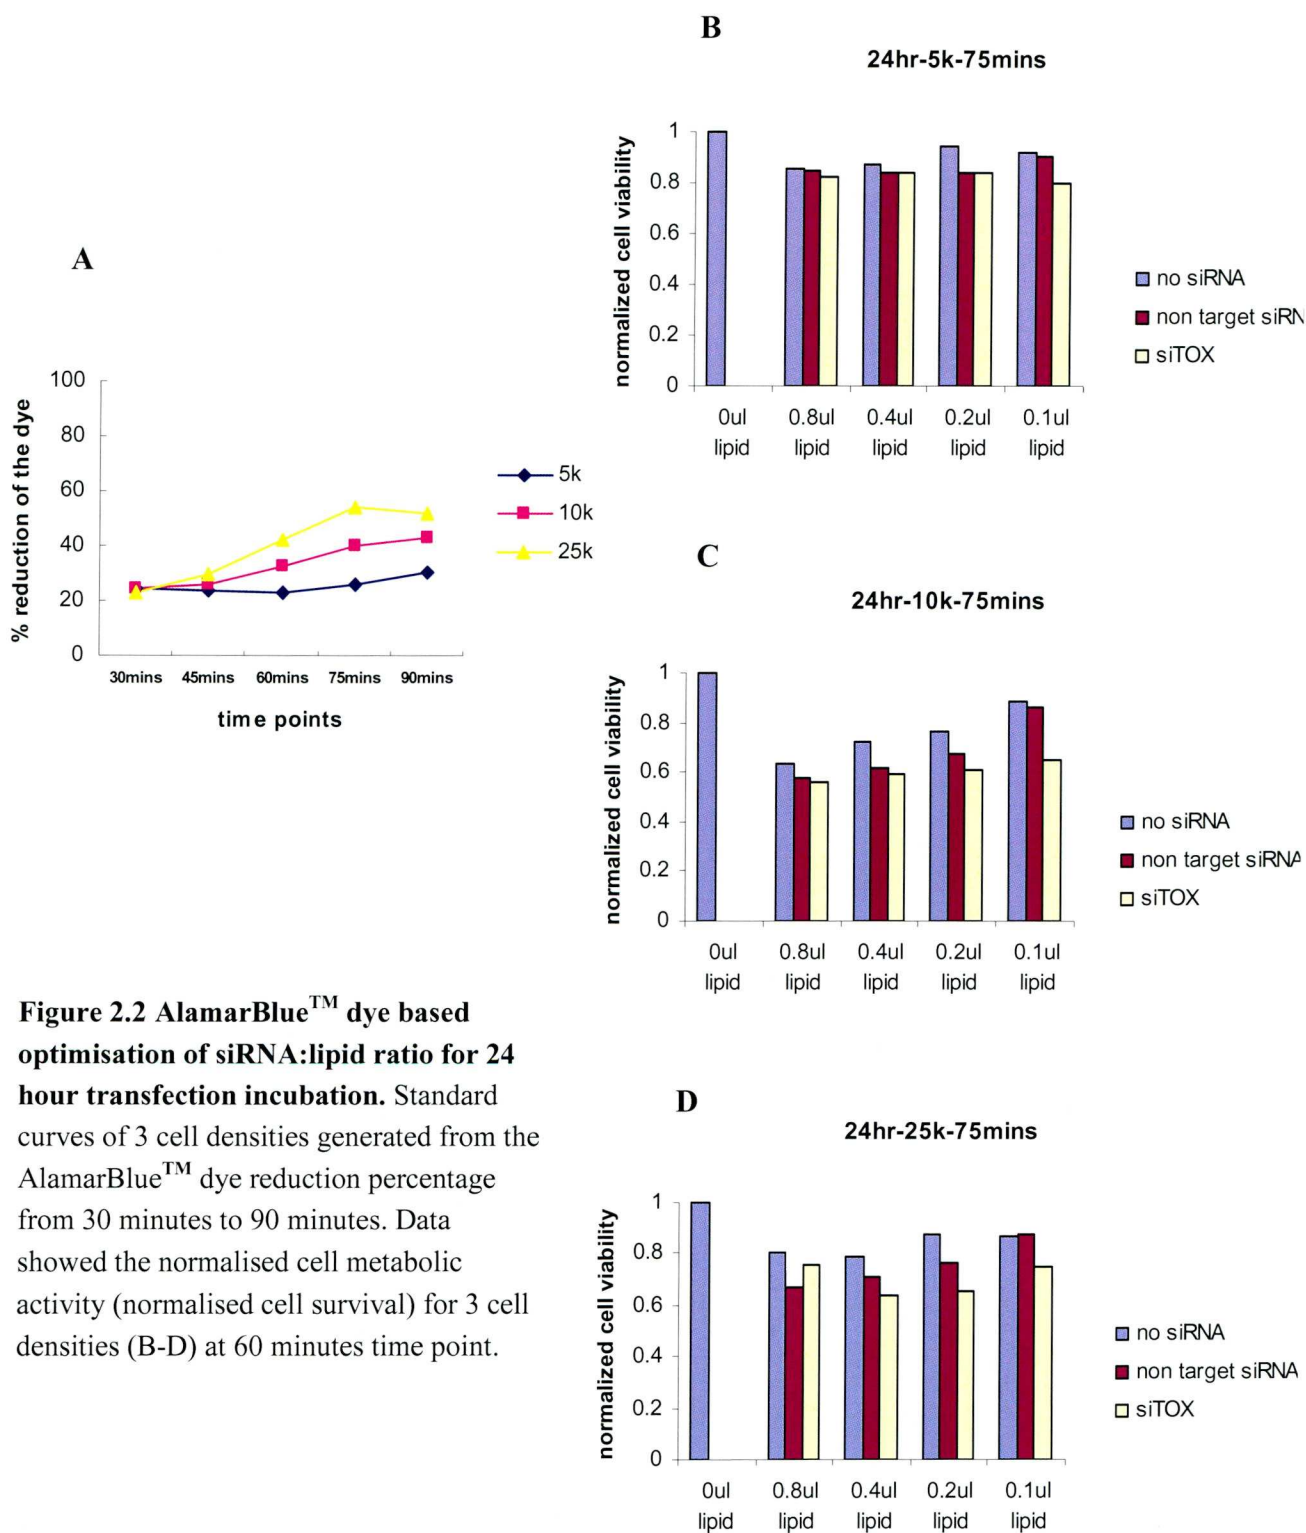 A
100
80
60
40
20
0
% reduction of the dye
30mins 45mins 60mins 75mins 90mins
time points
5k
10k
25k
B
24hr-5k-75mins
normalized cell viability
1
0.8
0.6
0.4
0.2
0
0ul lipid
0.8ul lipid
0.4ul lipid
0.2ul lipid
0.1ul lipid
no siRNA
non target siRN
siTOX
C
24hr-10k-75mins
normalized cell viability
1
0.8
0.6
0.4
0.2
0
0ul lipid
0.8ul lipid
0.4ul lipid
0.2ul lipid
0.1ul lipid
no siRNA
non target siRNA
siTOX
D
24hr-25k-75mins
normalized cell viability
1
0.8
0.6
0.4
0.2
0
0ul lipid
0.8ul lipid
0.4ul lipid
0.2ul lipid
0.1ul lipid
no siRNA
non target siRNA
siTOX
Figure 2.2 AlamarBlue™ dye based
optimisation of siRNA:lipid ratio for 24
hour transfection incubation. Standard
curves of 3 cell densities generated from the
AlamarBlue™ dye reduction percentage
from 30 minutes to 90 minutes. Data
showed the normalised cell metabolic
activity (normalised cell survival) for 3 cell
densities (B-D) at 60 minutes time point.